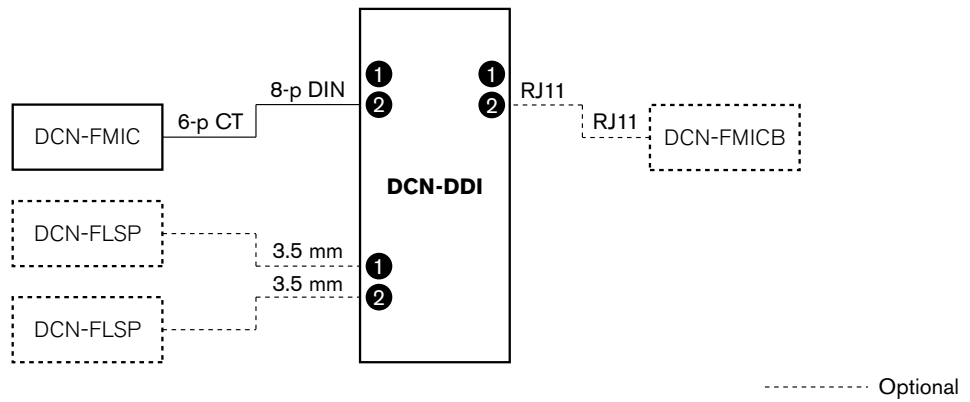 1
1
8-p DIN
2
2
RJ11
DCN-FMIC
6-p CT
RJ11
DCN-FMICB
DCN-DDI
DCN-FLSP
3.5 mm
1
3.5 mm
2
DCN-FLSP
Optional